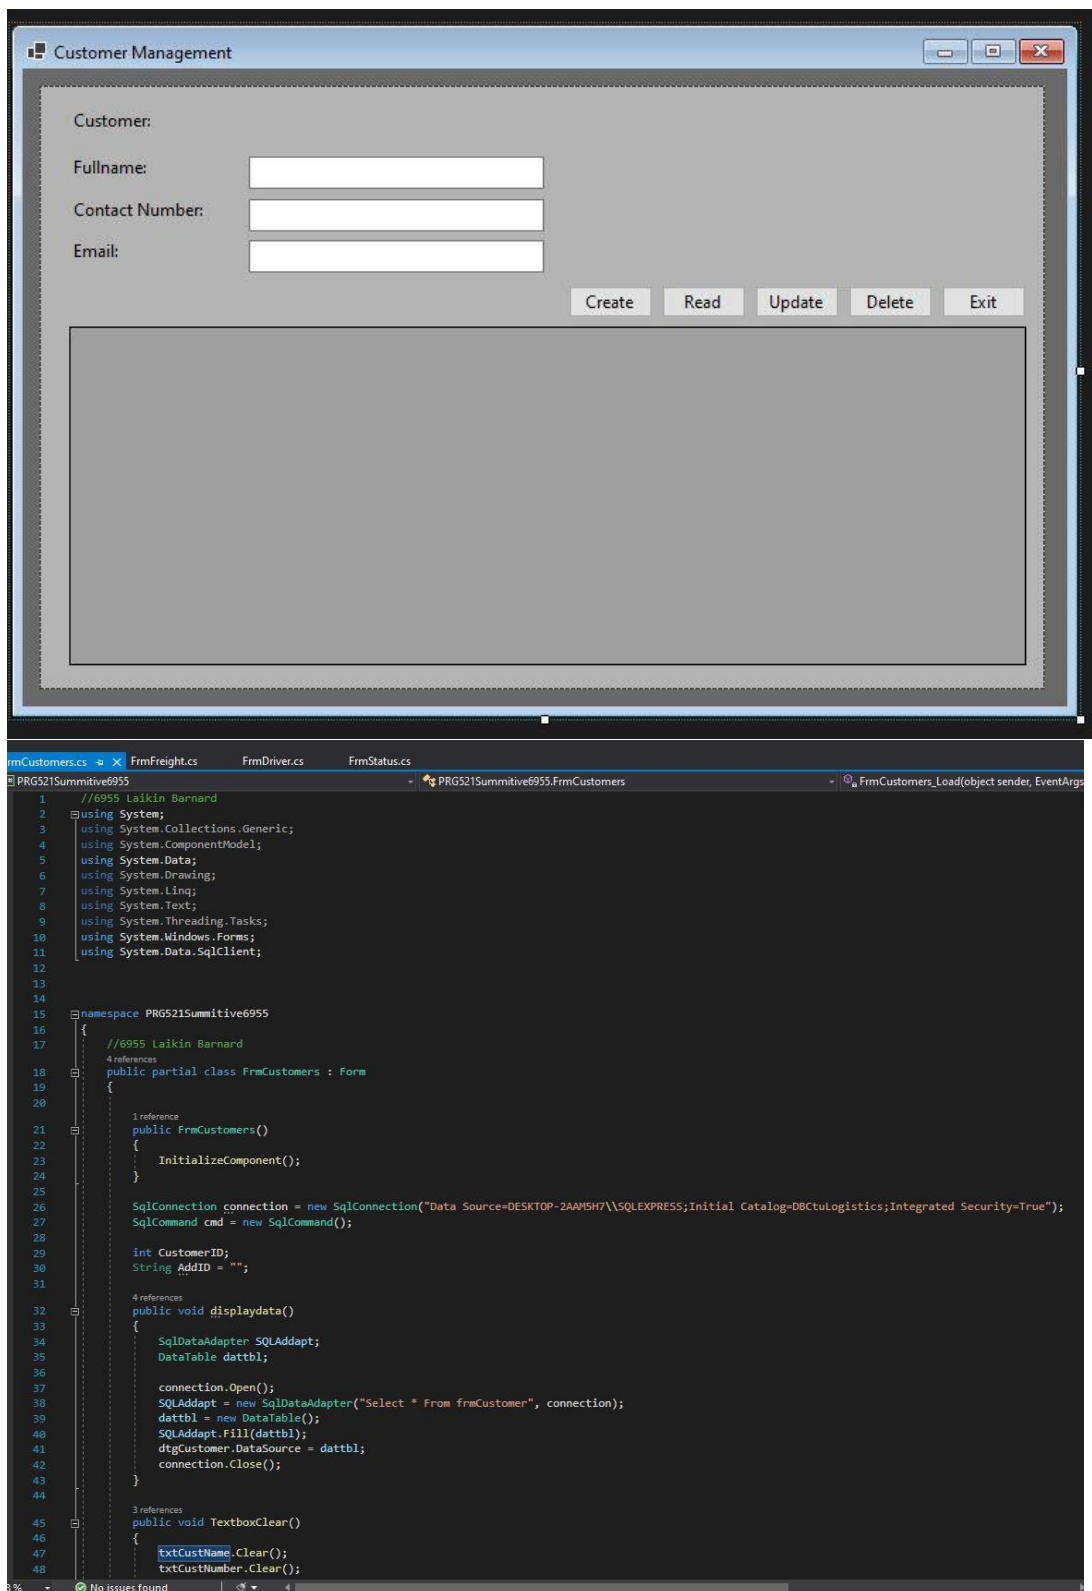 Customer Management
Customer:
Fullname:
Contact Number:
Email:
Create Read Update Delete Exit
rmCustomers.cs FrmFreight.cs FrmDriver.cs FrmStatus.cs
PRG521Summitive6955 PRG521Summitive6955.FrmCustomers FrmCustomers_Load(object sender, EventArgs
1 //6955 Laikin Barnard
2 using System;
3 using System.Collections.Generic;
4 using System.ComponentModel;
5 using System.Data;
6 using System.Drawing;
7 using System.Linq;
8 using System.Text;
9 using System.Threading.Tasks;
10 using System.Windows.Forms;
11 using System.Data.SqlClient;
12
13
14
15 namespace PRG521Summitive6955
16 {
17 //6955 Laikin Barnard
4 references
18 public partial class FrmCustomers : Form
19 {
20
1 reference
21 public FrmCustomers()
22 {
23 InitializeComponent();
24 }
25
26 SqlConnection connection = new SqlConnection("Data Source=DESKTOP-2AAM5H7\\SQLEXPRESS;Initial Catalog=DBCtuLogistics;Integrated Security=True");
27 SqlCommand cmd = new SqlCommand();
28
29 int CustomerID;
30 String AddID = "";
31
4 references
32 public void displaydata()
33 {
34 SqlDataAdapter SQLAddapt;
35 DataTable dattbl;
36
37 connection.Open();
38 SQLAddapt = new SqlDataAdapter("Select * From frmCustomer", connection);
39 dattbl = new DataTable();
40 SQLAddapt.Fill(dattbl);
41 dtgCustomer.DataSource = dattbl;
42 connection.Close();
43 }
44
3 references
45 public void TextboxClear()
46 {
47 txtCustName.Clear();
48 txtCustNumber.Clear();
% No issues found